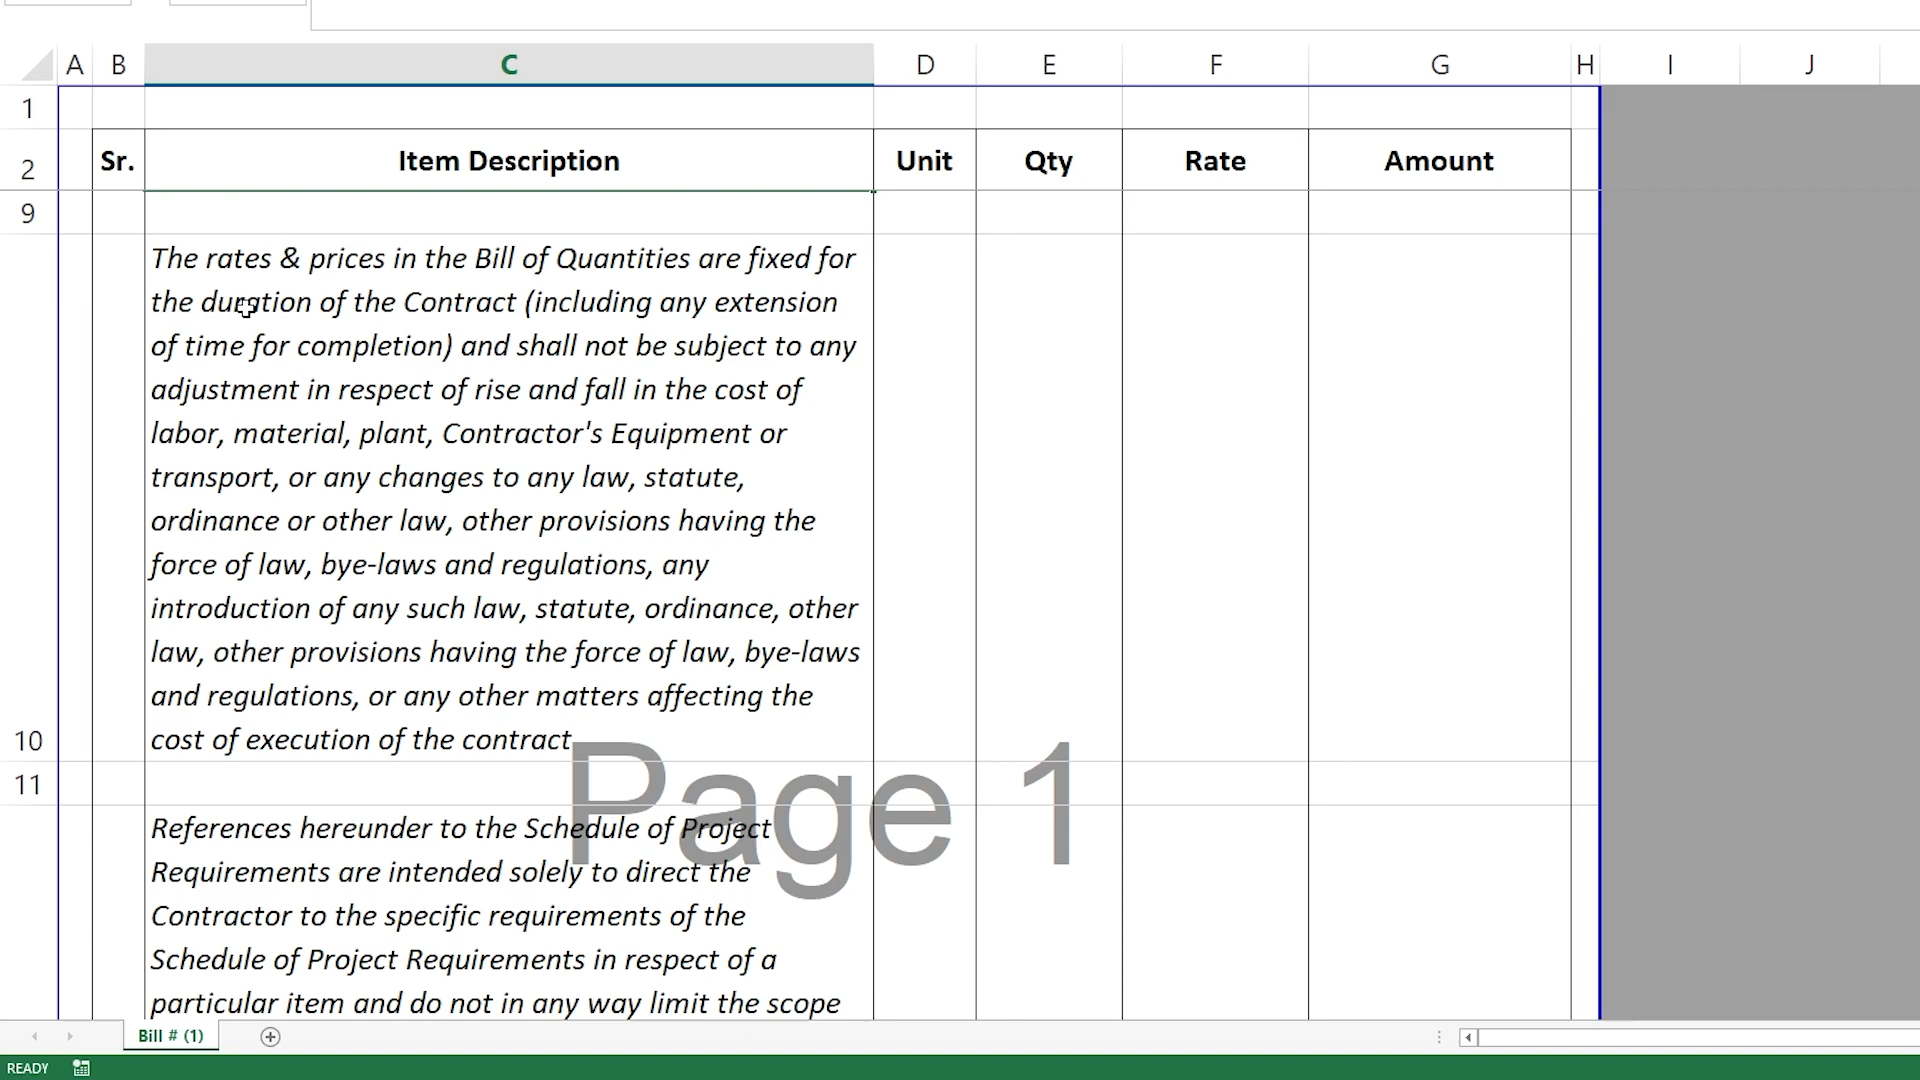 A B C D E F G H I J
1
2 Sr. Item Description Unit Qty Rate Amount
9
The rates & prices in the Bill of Quantities are fixed for
the duration of the Contract (including any extension
of time for completion) and shall not be subject to any
adjustment in respect of rise and fall in the cost of
labor, material, plant, Contractor's Equipment or
transport, or any changes to any law, statute,
ordinance or other law, other provisions having the
force of law, bye-laws and regulations, any
introduction of any such law, statute, ordinance, other
law, other provisions having the force of law, bye-laws
and regulations, or any other matters affecting the
10 cost of execution of the contract.
11
Page 1
References hereunder to the Schedule of Project
Requirements are intended solely to direct the
Contractor to the specific requirements of the
Schedule of Project Requirements in respect of a
particular item and do not in any way limit the scope
Bill # (1)
READY